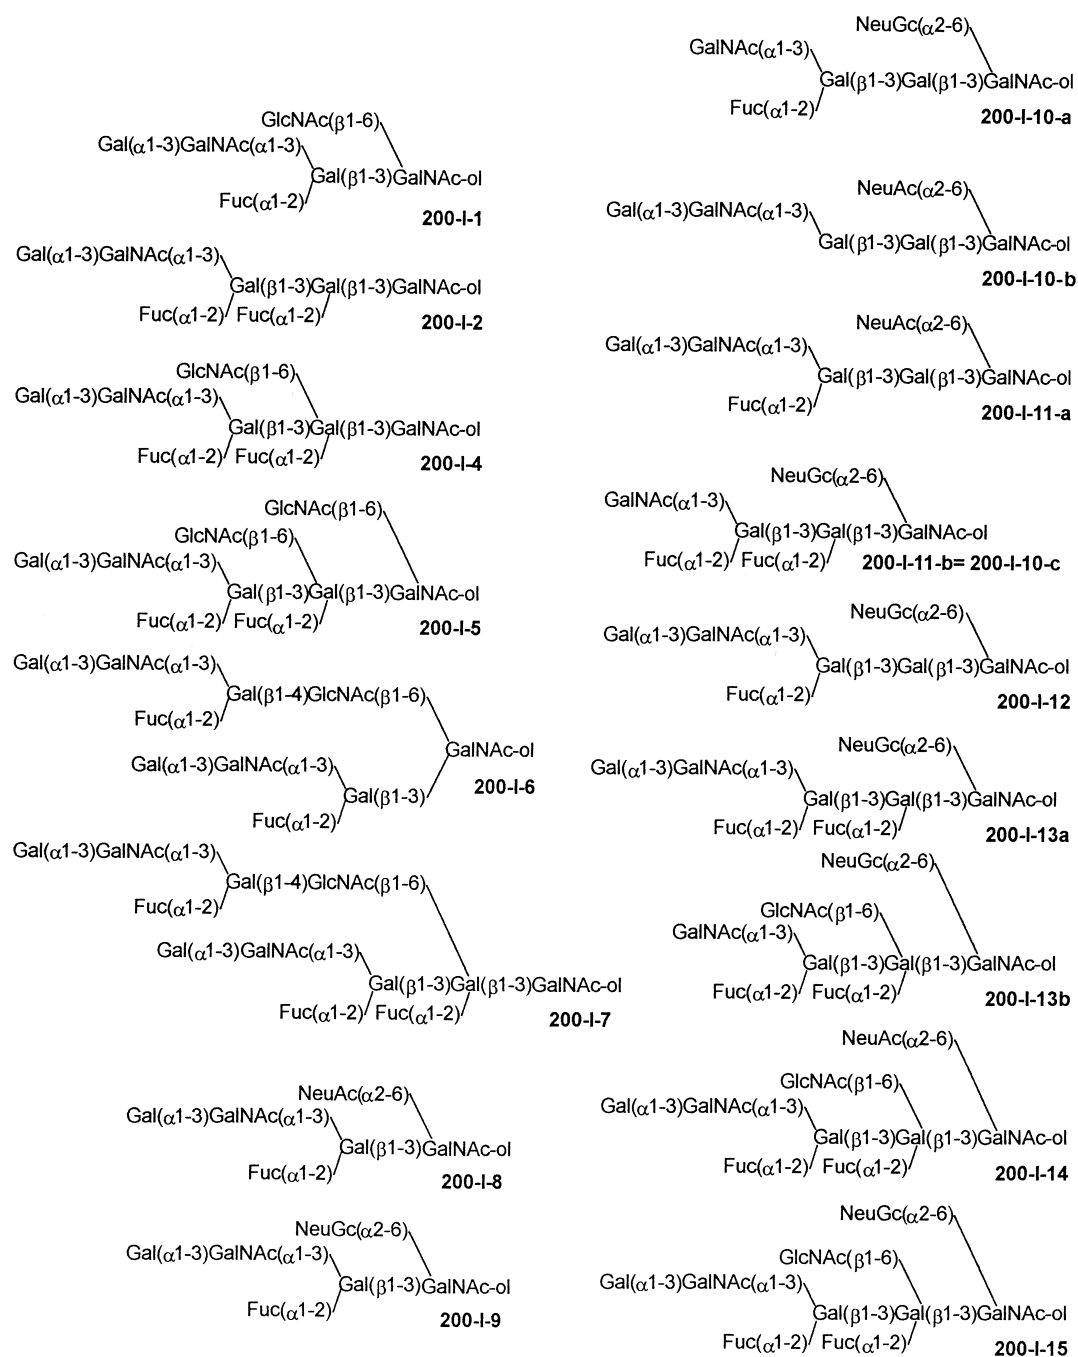 GlcNAc(β1-6)
Gal(α1-3)GalNAc(α1-3)
Gal(β1-3)GalNAc-ol
Fuc(α1-2)
200-I-1
Gal(α1-3)GalNAc(α1-3)
Gal(β1-3)Gal(β1-3)GalNAc-ol
Fuc(α1-2) Fuc(α1-2)
200-I-2
GlcNAc(β1-6)
Gal(α1-3)GalNAc(α1-3)
Gal(β1-3)Gal(β1-3)GalNAc-ol
Fuc(α1-2) Fuc(α1-2)
200-I-4
GlcNAc(β1-6)
GlcNAc(β1-6)
Gal(α1-3)GalNAc(α1-3)
Gal(β1-3)Gal(β1-3)GalNAc-ol
Fuc(α1-2) Fuc(α1-2)
200-I-5
Gal(α1-3)GalNAc(α1-3)
Gal(β1-4)GlcNAc(β1-6)
Fuc(α1-2)
GalNAc-ol
Gal(α1-3)GalNAc(α1-3)
200-I-6
Gal(β1-3)
Fuc(α1-2)
Gal(α1-3)GalNAc(α1-3)
Gal(β1-4)GlcNAc(β1-6)
Fuc(α1-2)
Gal(α1-3)GalNAc(α1-3)
Gal(β1-3)Gal(β1-3)GalNAc-ol
Fuc(α1-2) Fuc(α1-2)
200-I-7
NeuAc(α2-6)
Gal(α1-3)GalNAc(α1-3)
Gal(β1-3)GalNAc-ol
Fuc(α1-2)
200-I-8
NeuGc(α2-6)
Gal(α1-3)GalNAc(α1-3)
Gal(β1-3)GalNAc-ol
Fuc(α1-2)
200-I-9
NeuGc(α2-6)
GalNAc(α1-3)
Gal(β1-3)Gal(β1-3)GalNAc-ol
Fuc(α1-2)
200-I-10-a
NeuAc(α2-6)
Gal(α1-3)GalNAc(α1-3)
Gal(β1-3)Gal(β1-3)GalNAc-ol
200-I-10-b
NeuAc(α2-6)
Gal(α1-3)GalNAc(α1-3)
Gal(β1-3)Gal(β1-3)GalNAc-ol
Fuc(α1-2)
200-I-11-a
NeuGc(α2-6)
GalNAc(α1-3)
Gal(β1-3)Gal(β1-3)GalNAc-ol
Fuc(α1-2) Fuc(α1-2)
200-I-11-b= 200-I-10-c
NeuGc(α2-6)
Gal(α1-3)GalNAc(α1-3)
Gal(β1-3)Gal(β1-3)GalNAc-ol
Fuc(α1-2)
200-I-12
NeuGc(α2-6)
Gal(α1-3)GalNAc(α1-3)
Gal(β1-3)Gal(β1-3)GalNAc-ol
Fuc(α1-2) Fuc(α1-2)
200-I-13a
NeuGc(α2-6)
GlcNAc(β1-6)
GalNAc(α1-3)
Gal(β1-3)Gal(β1-3)GalNAc-ol
Fuc(α1-2) Fuc(α1-2)
200-I-13b
NeuAc(α2-6)
GlcNAc(β1-6)
Gal(α1-3)GalNAc(α1-3)
Gal(β1-3)Gal(β1-3)GalNAc-ol
Fuc(α1-2) Fuc(α1-2)
200-I-14
NeuGc(α2-6)
GlcNAc(β1-6)
Gal(α1-3)GalNAc(α1-3)
Gal(β1-3)Gal(β1-3)GalNAc-ol
Fuc(α1-2) Fuc(α1-2)
200-I-15